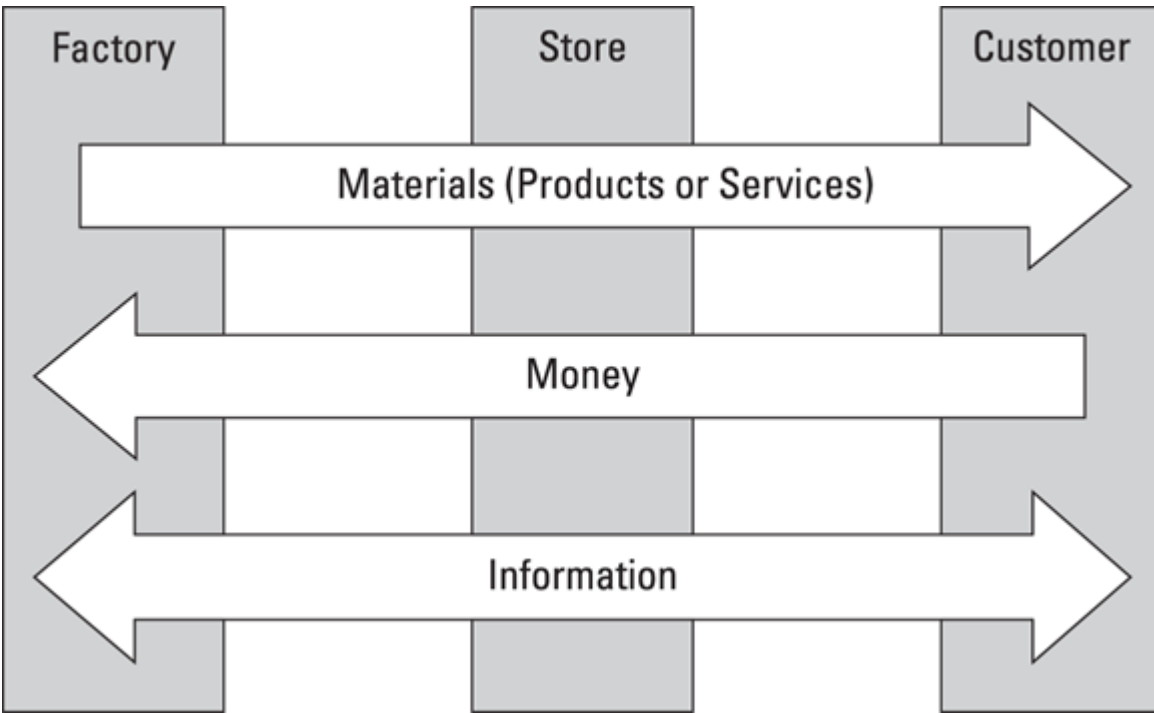 Factory
Store
Customer
Materials (Products or Services)
Money
Information